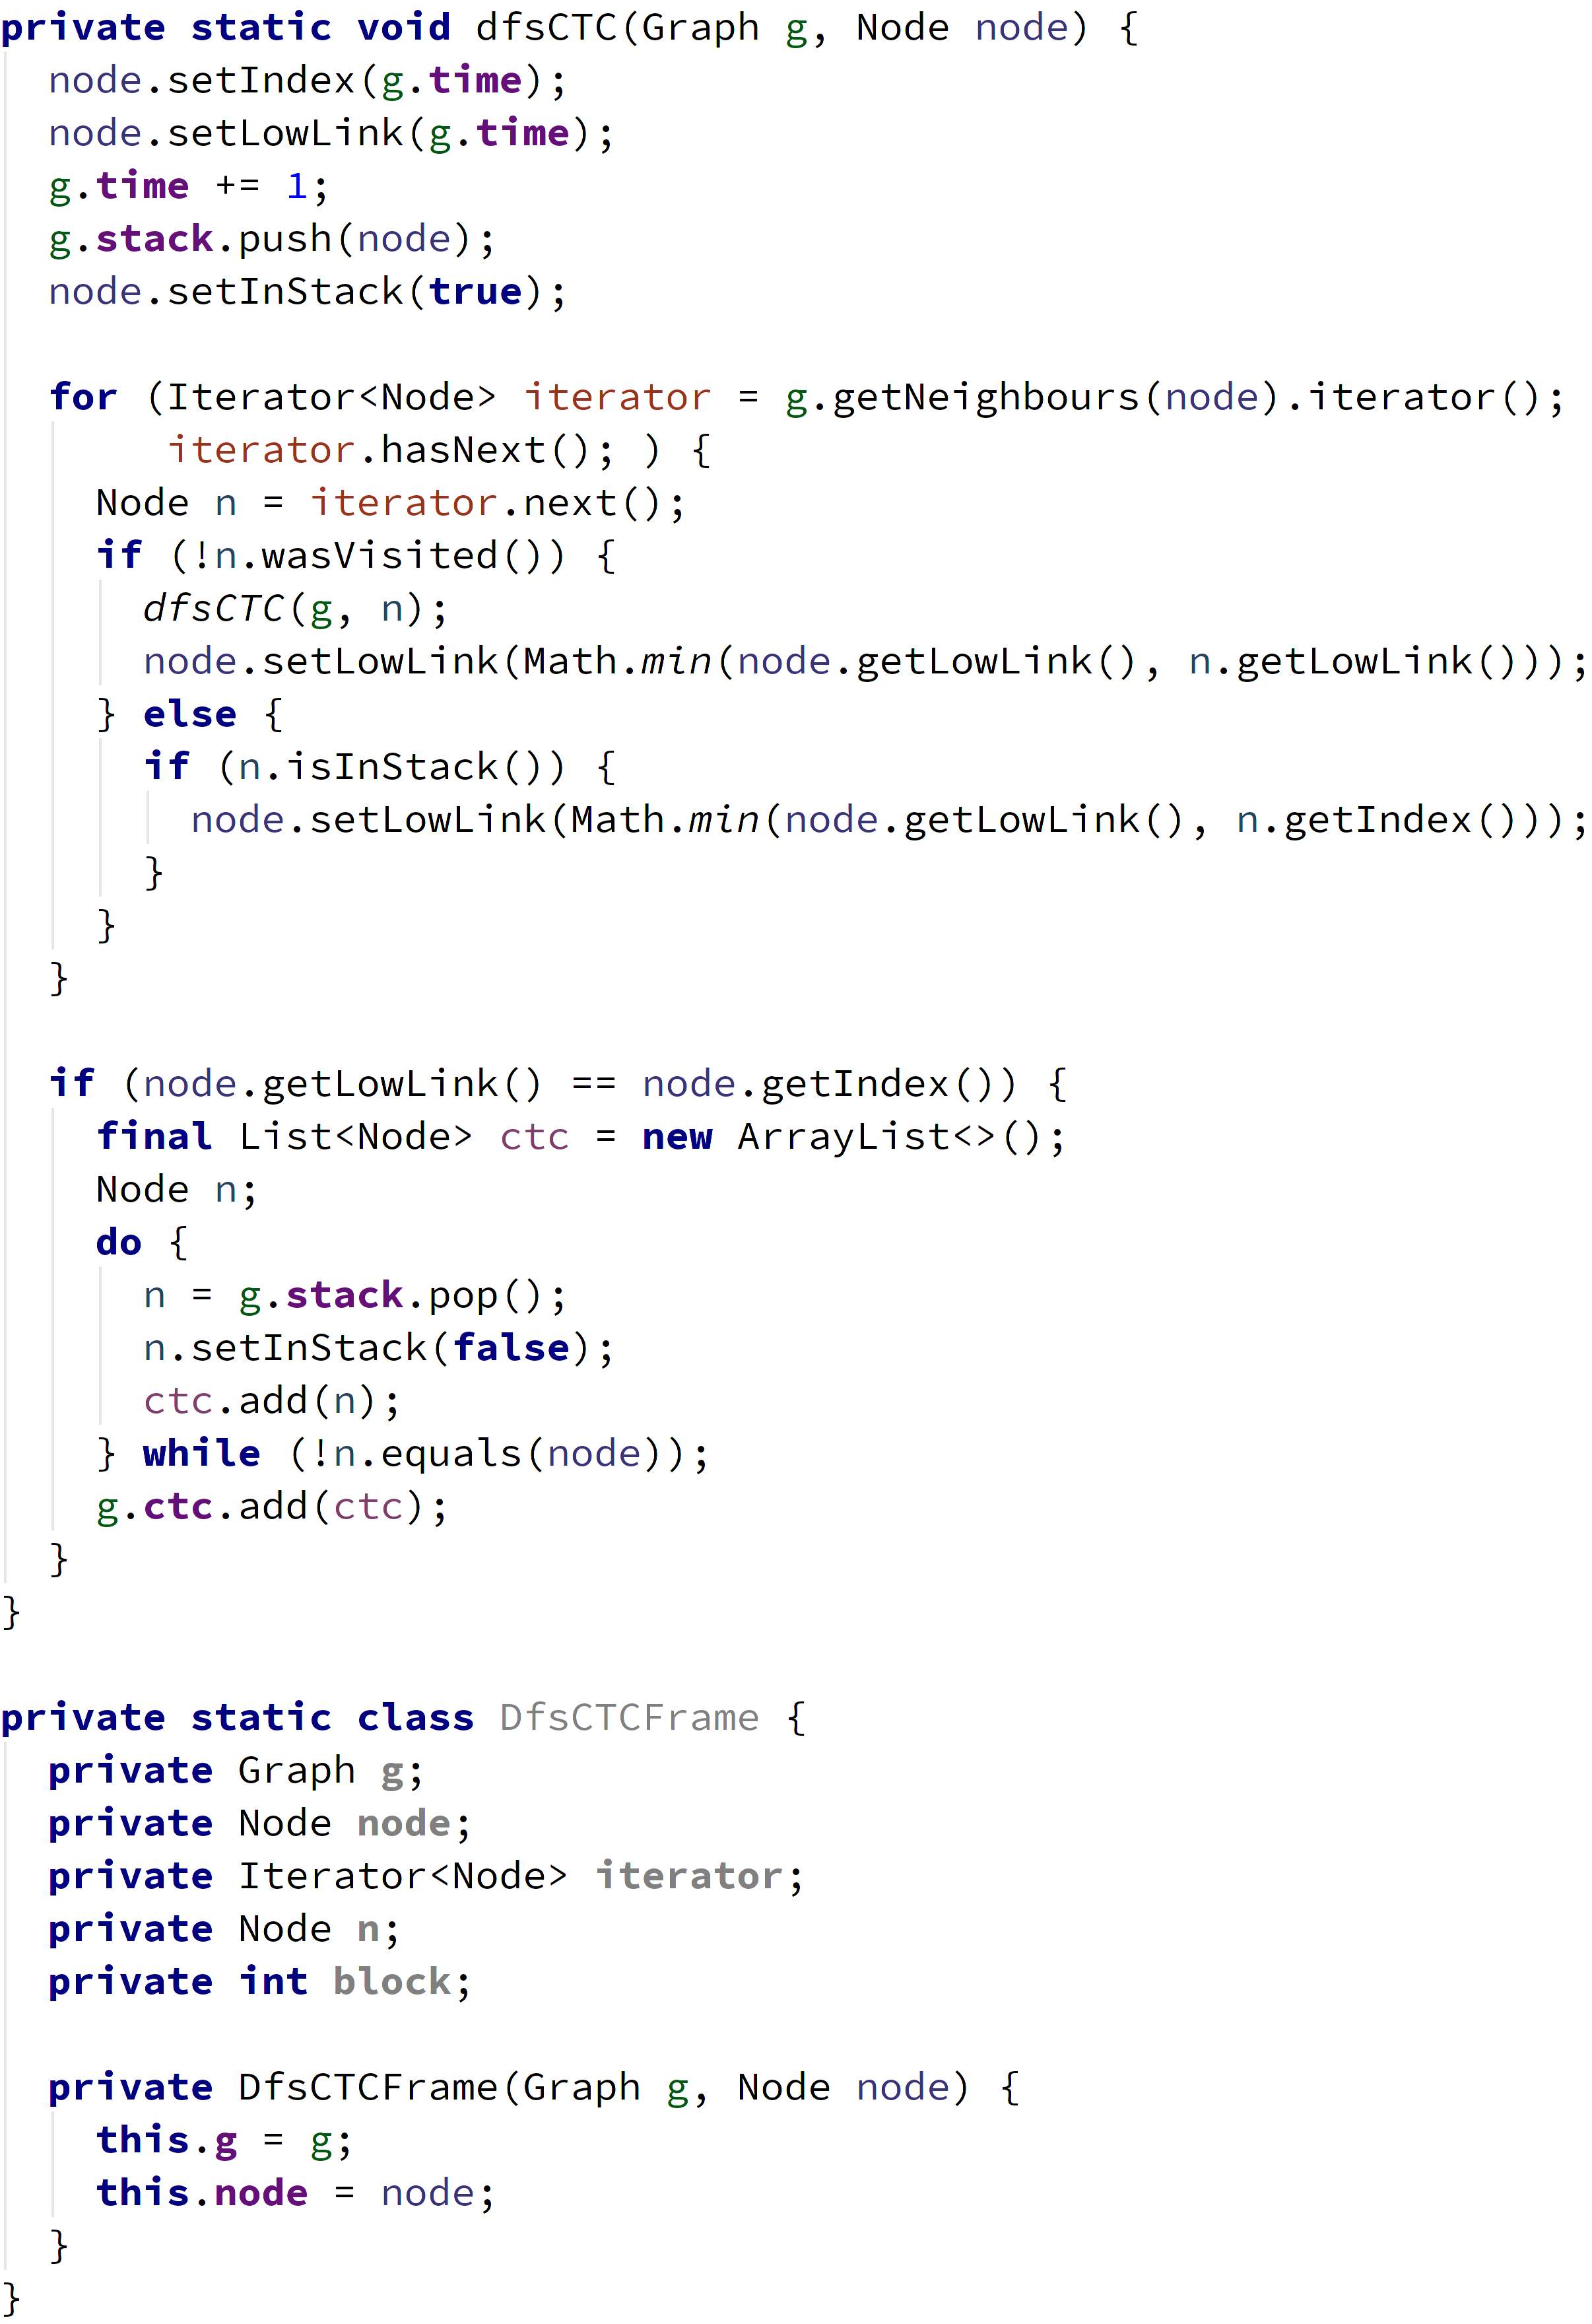 private static void dfsCTC(Graph g, Node node) {
  node.setIndex(g.time);
  node.setLowLink(g.time);
  g.time += 1;
  g.stack.push(node);
  node.setInStack(true);

  for (Iterator<Node> iterator = g.getNeighbours(node).iterator();
       iterator.hasNext(); ) {
    Node n = iterator.next();
    if (!n.wasVisited()) {
      dfsCTC(g, n);
      node.setLowLink(Math.min(node.getLowLink(), n.getLowLink()));
    } else {
      if (n.isInStack()) {
        node.setLowLink(Math.min(node.getLowLink(), n.getIndex()));
      }
    }
  }

  if (node.getLowLink() == node.getIndex()) {
    final List<Node> ctc = new ArrayList<>();
    Node n;
    do {
      n = g.stack.pop();
      n.setInStack(false);
      ctc.add(n);
    } while (!n.equals(node));
    g.ctc.add(ctc);
  }
}

private static class DfsCTCFrame {
  private Graph g;
  private Node node;
  private Iterator<Node> iterator;
  private Node n;
  private int block;

  private DfsCTCFrame(Graph g, Node node) {
    this.g = g;
    this.node = node;
  }
}